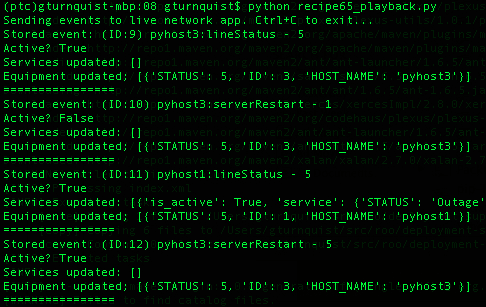 (ptc)gturnquist-mbp:08 gturnquist$ python recipe65_playback.py
Sending events to live network app. Ctrl+C to exit...
Stored event: (ID:9) pyhost3:lineStatus - 5
Active? True
Services updated: []
Equipment updated; [{'STATUS': 5, 'ID': 3, 'HOST_NAME': 'pyhost3'}]
================
Stored event: (ID:10) pyhost3:serverRestart - 1
Active? False
Services updated: []
Equipment updated; [{'STATUS': 5, 'ID': 3, 'HOST_NAME': 'pyhost3'}]
================
Stored event: (ID:11) pyhost1:lineStatus - 5
Active? True
Services updated: [{'is_active': True, 'service': {'STATUS': 'Outage'
Equipment updated; [{'STATUS': 5, 'ID': 1, 'HOST_NAME': 'pyhost1'}]
================
Stored event: (ID:12) pyhost3:serverRestart - 5
Active? True
Services updated: []
Equipment updated; [{'STATUS': 5, 'ID': 3, 'HOST_NAME': 'pyhost3'}]
================